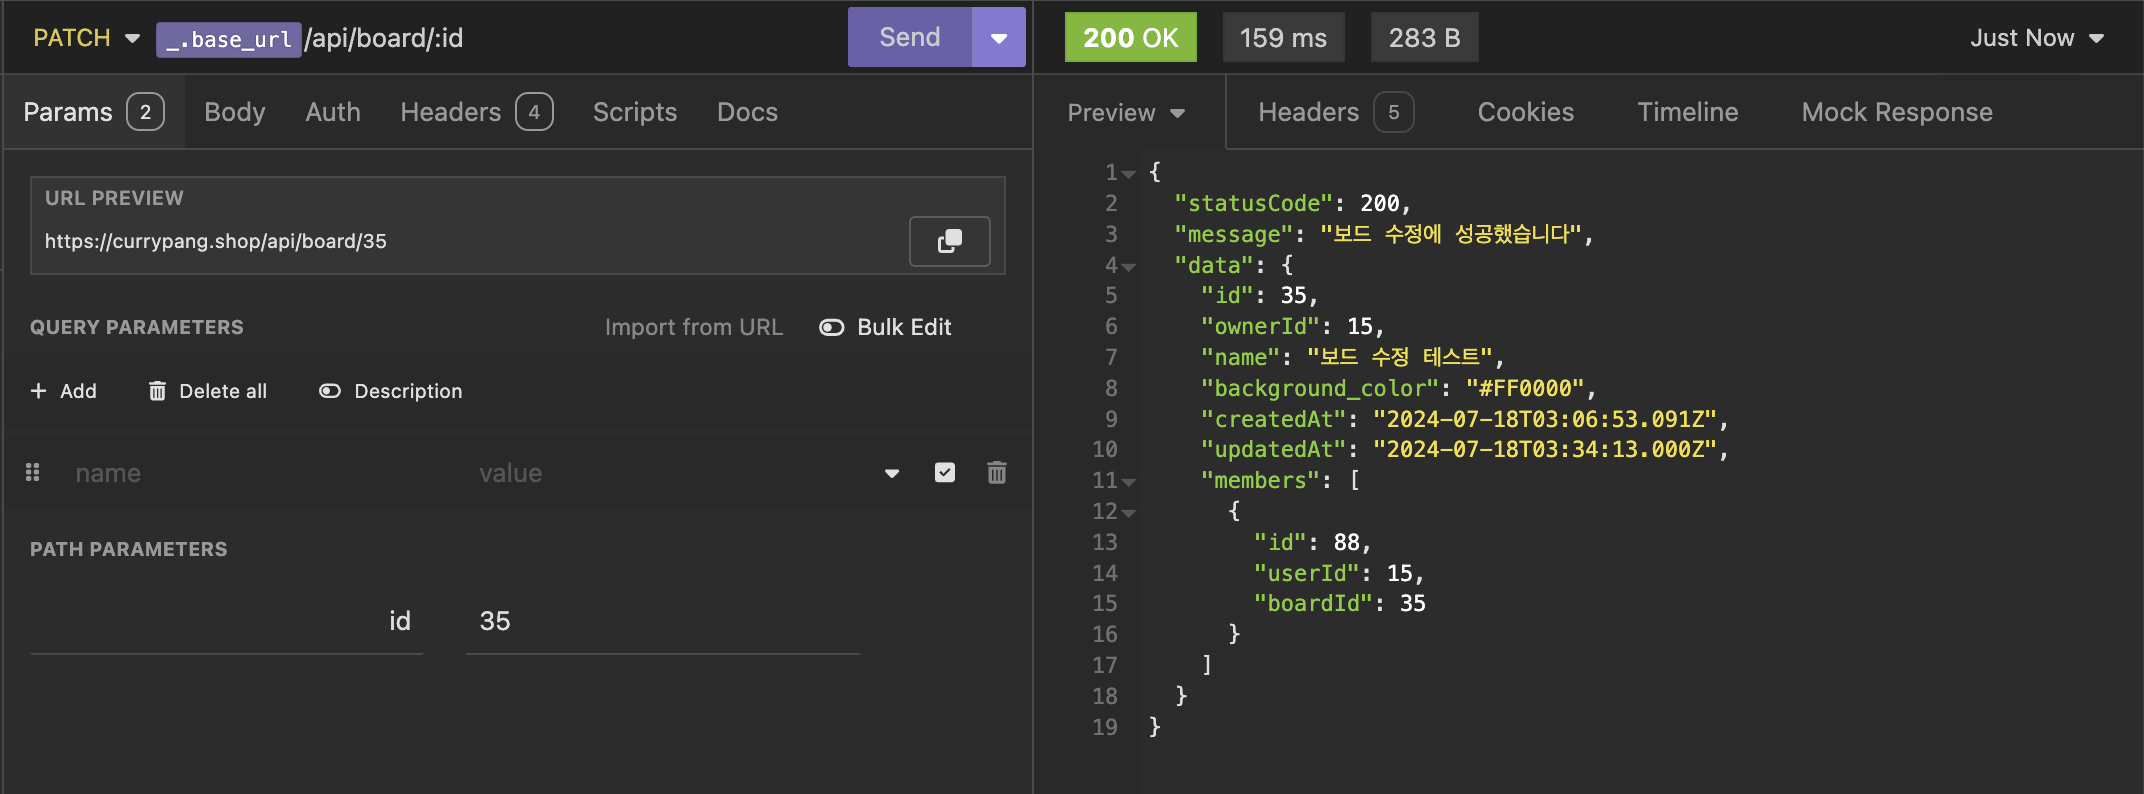 PATCH _.base_url /api/board/:id Send
Params 2 Body Auth Headers 4 Scripts Docs
URL PREVIEW
https://currypang.shop/api/board/35
QUERY PARAMETERS Import from URL Bulk Edit
+ Add Delete all Description
name value
PATH PARAMETERS
id 35
200 OK 159 ms 283 B Just Now
Preview Headers 5 Cookies Timeline Mock Response
1 {
2 "statusCode": 200,
3 "message": "보드 수정에 성공했습니다",
4 "data": {
5 "id": 35,
6 "ownerId": 15,
7 "name": "보드 수정 테스트",
8 "background_color": "#FF0000",
9 "createdAt": "2024-07-18T03:06:53.091Z",
10 "updatedAt": "2024-07-18T03:34:13.000Z",
11 "members": [
12 {
13 "id": 88,
14 "userId": 15,
15 "boardId": 35
16 }
17 ]
18 }
19 }